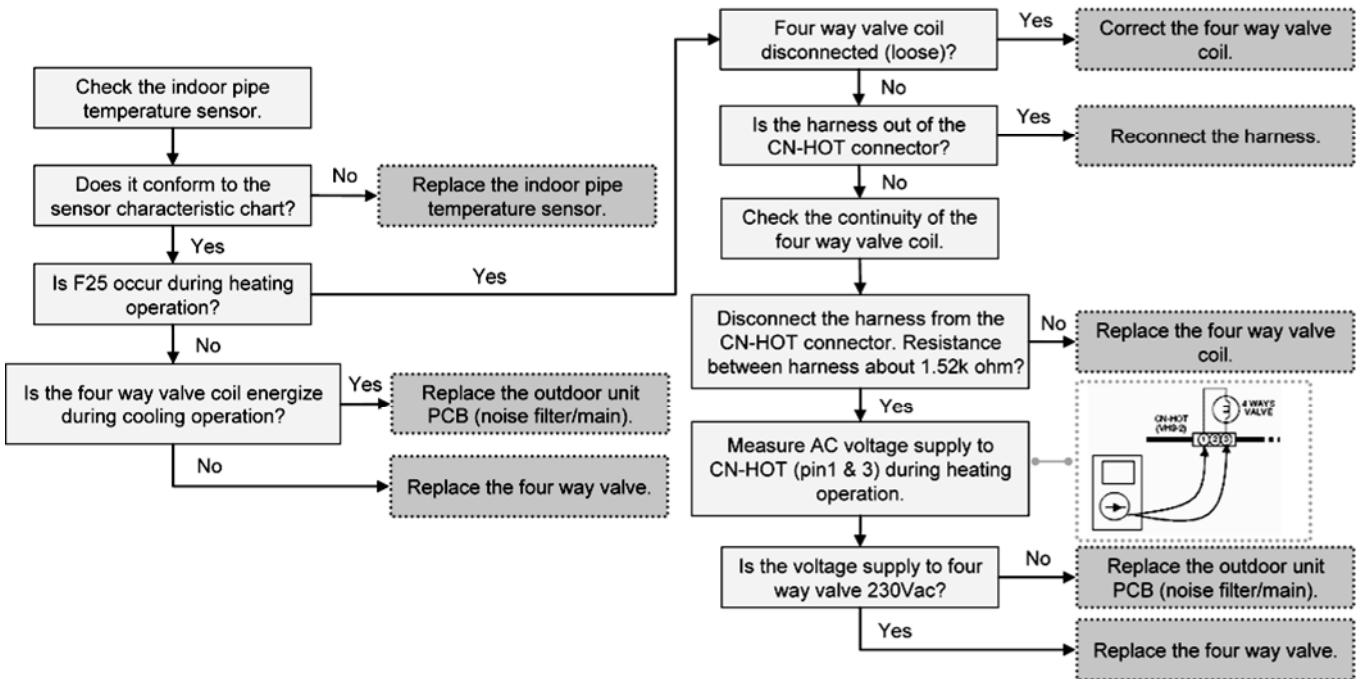 Check the indoor pipe
temperature sensor.
Does it conform to the
sensor characteristic chart?
No
Replace the indoor pipe
temperature sensor.
Yes
Is F25 occur during heating
operation?
Yes
No
Is the four way valve coil energize
during cooling operation?
Yes
Replace the outdoor unit
PCB (noise filter/main).
No
Replace the four way valve.
Four way valve coil
disconnected (loose)?
Yes
Correct the four way valve
coil.
No
Is the harness out of the
CN-HOT connector?
Yes
Reconnect the harness.
No
Check the continuity of the
four way valve coil.
Disconnect the harness from the
CN-HOT connector. Resistance
between harness about 1.52k ohm?
No
Replace the four way valve
coil.
Yes
Measure AC voltage supply to
CN-HOT (pin1 & 3) during heating
operation.
4 WAYS
VALVE
CN-HOT
1 2 3
Is the voltage supply to four
way valve 230Vac?
No
Replace the outdoor unit
PCB (noise filter/main).
Yes
Replace the four way valve.